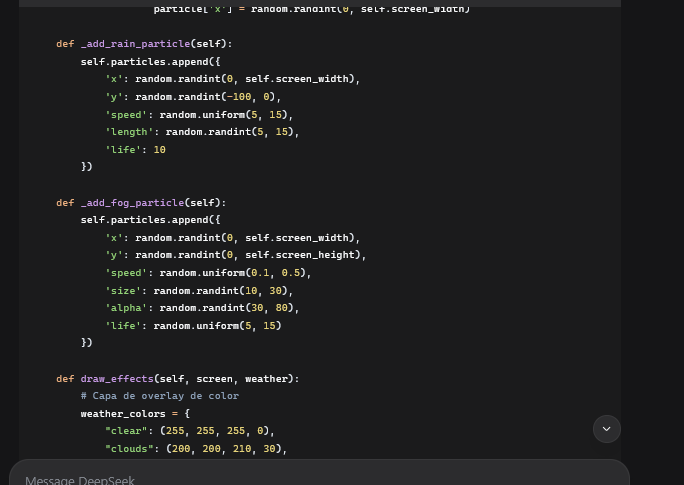 particle['x'] = random.randint(0, self.screen_width)
def _add_rain_particle(self):
self.particles.append({
'x': random.randint(0, self.screen_width),
'y': random.randint(-100, 0),
'speed': random.uniform(5, 15),
'length': random.randint(5, 15),
'life': 10
})
def _add_fog_particle(self):
self.particles.append({
'x': random.randint(0, self.screen_width),
'y': random.randint(0, self.screen_height),
'speed': random.uniform(0.1, 0.5),
'size': random.randint(10, 30),
'alpha': random.randint(30, 80),
'life': random.uniform(5, 15)
})
def draw_effects(self, screen, weather):
# Capa de overlay de color
weather_colors = {
"clear": (255, 255, 255, 0),
"clouds": (200, 200, 210, 30),
Message DeepSeek